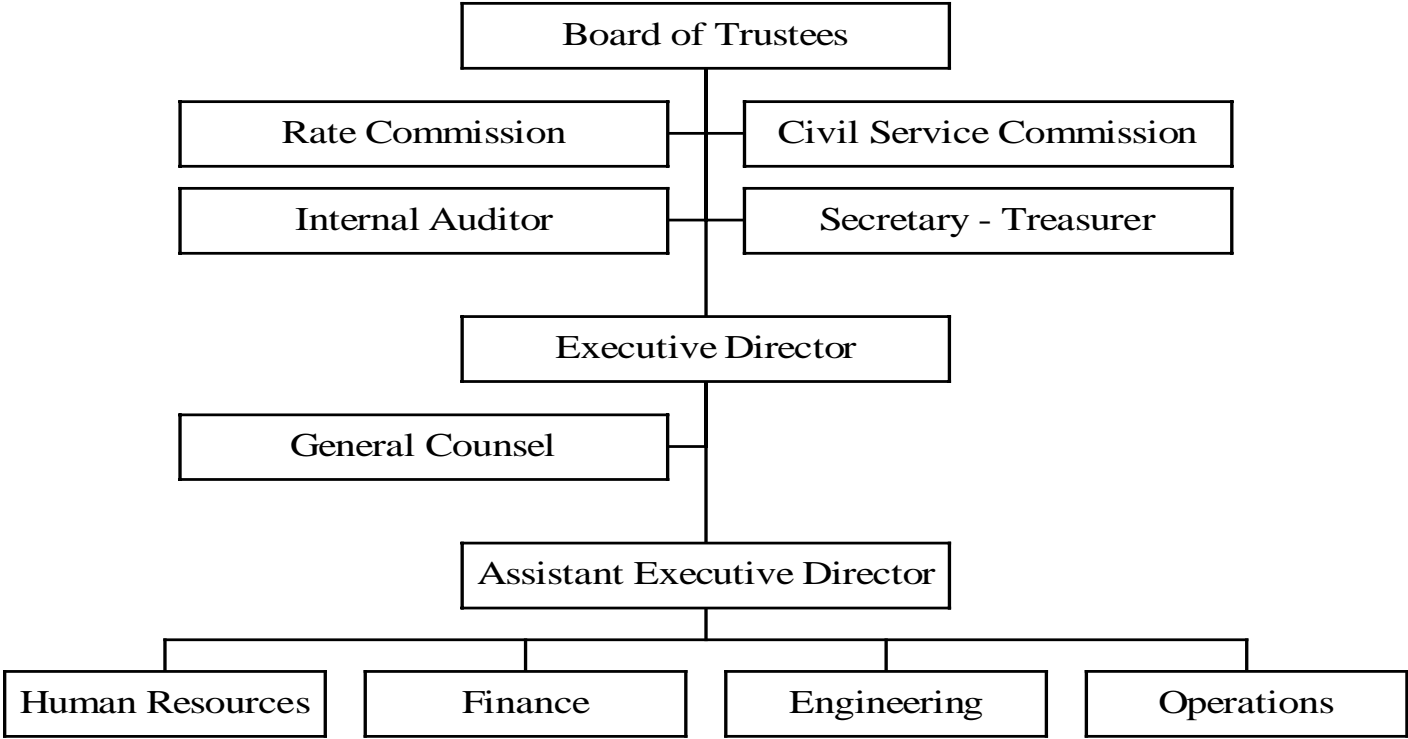 Board of Trustees
Rate Commission
Civil Service Commission
Internal Auditor
Secretary - Treasurer
Executive Director
General Counsel
Assistant Executive Director
Human Resources
Finance
Engineering
Operations